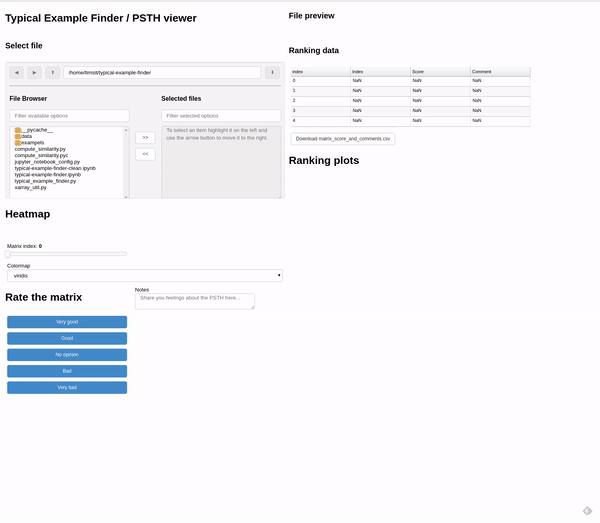 Typical Example Finder / PSTH viewer
Select file
/home/timsit/typical-example-finder/
File Browser
Selected files
Filter available options
Filter selected options
__pycache__
data
exampels
compute_similarity.py
compute_similarity.pyc
jupyter_notebook_config.py
typical-example-finder-clean.ipynb
typical-example-finder.ipynb
typical_example_finder.py
xarray_util.py
>>
<<
To select an item highlight it on the left and
use the arrow button to move it to the right.
Heatmap
Matrix index: 0
Colormap
viridis
Rate the matrix
Notes
Share you feelings about the PSTH here...
Very good
Good
No opinion
Bad
Very bad
File preview
Ranking data
index Index Score Comment
0 NaN NaN NaN
1 NaN NaN NaN
2 NaN NaN NaN
3 NaN NaN NaN
4 NaN NaN NaN
Download matrix_score_and_comments.csv
Ranking plots